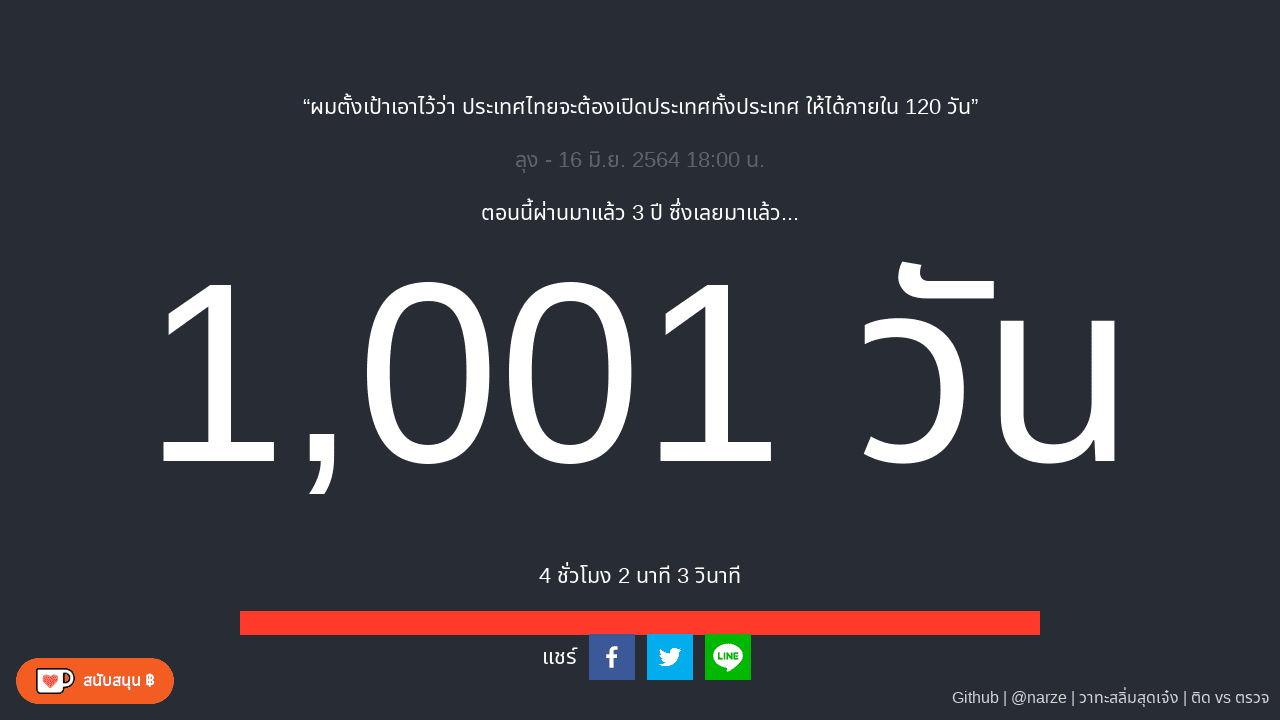 “ผมตั้งเป้าเอาไว้ว่า ประเทศไทยจะต้องเปิดประเทศทั้งประเทศ ให้ได้ภายใน 120 วัน”
ลุง - 16 มิ.ย. 2564 18:00 น.
ตอนนี้ผ่านมาแล้ว 3 ปี ซึ่งเลยมาแล้ว...
1,001 วัน
4 ชั่วโมง 2 นาที 3 วินาที
แชร์
LINE
สนับสนุน ฿
Github | @narze | วาทะสลิ่มสุดเจ๋ง | ติด vs ตรวจ